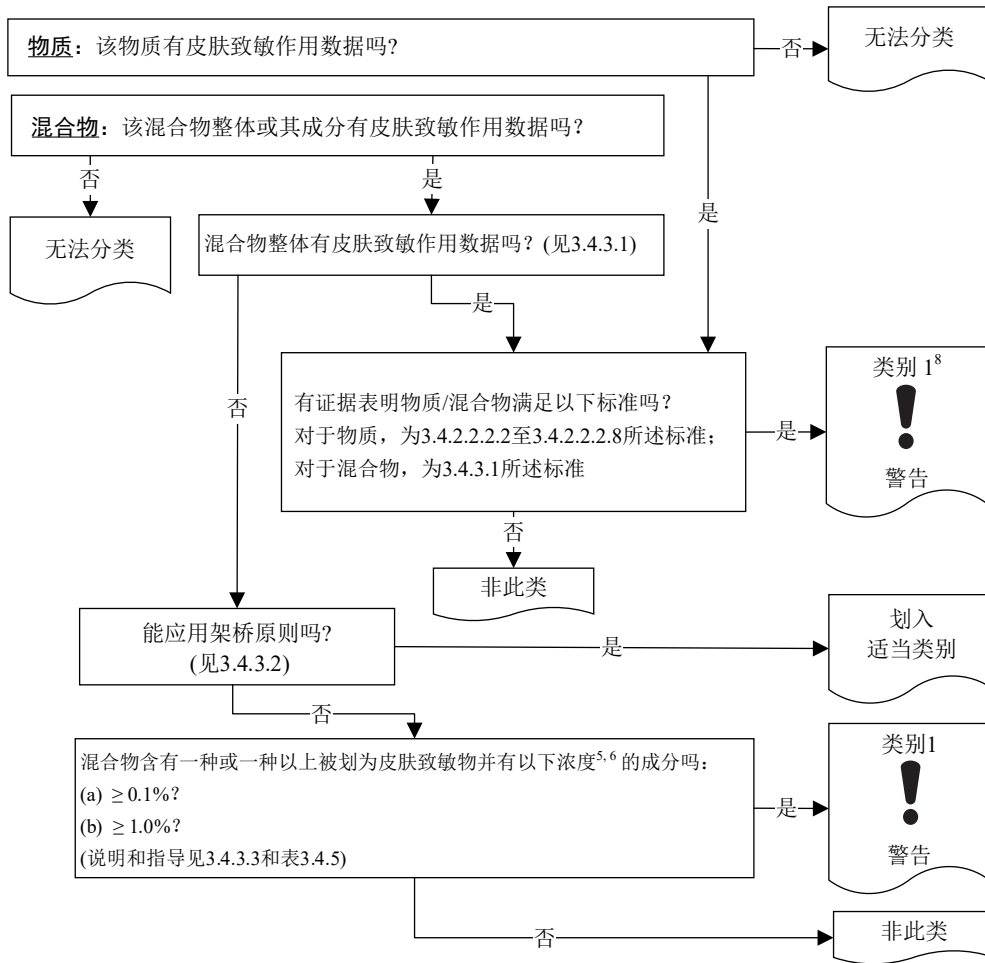 物质：该物质有皮肤致敏作用数据吗？
否
无法分类
混合物：该混合物整体或其成分有皮肤致敏作用数据吗？
否
是
是
无法分类
混合物整体有皮肤致敏作用数据吗？(见3.4.3.1)
是
否
有证据表明物质/混合物满足以下标准吗？
对于物质，为3.4.2.2.2.2至3.4.2.2.2.8所述标准；
对于混合物，为3.4.3.1所述标准
是
类别 1⁸
警告
否
非此类
能应用架桥原则吗？
(见3.4.3.2)
是
划入
适当类别
否
混合物含有一种或一种以上被划为皮肤致敏物并有以下浓度⁵,⁶ 的成分吗：
(a) ≥ 0.1%？
(b) ≥ 1.0%？
(说明和指导见3.4.3.3和表3.4.5)
是
类别1
警告
否
非此类